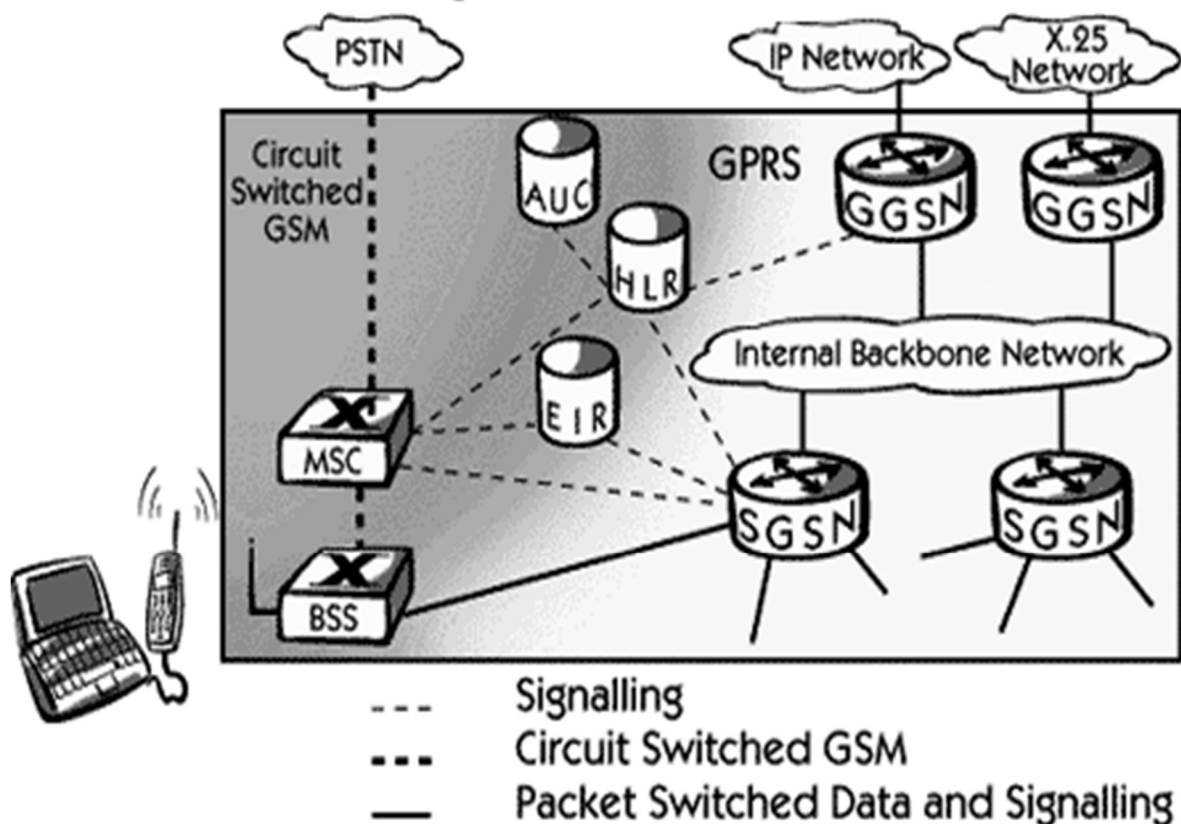 PSTN
IP Network
X.25
Network
Circuit
Switched
GSM
AUC
GPRS
GGSN
GGSN
HLR
Internal Backbone Network
EIR
MSC
SGSN
SGSN
BSS
Signalling
Circuit Switched GSM
Packet Switched Data and Signalling